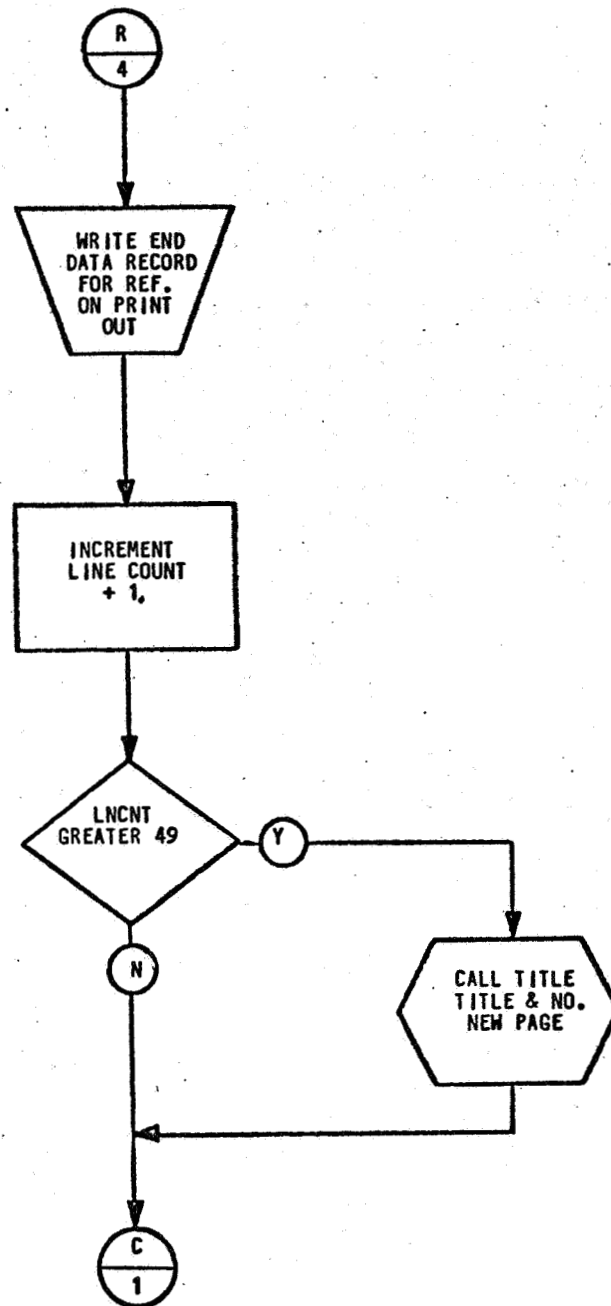 R
4
WRITE END
DATA RECORD
FOR REF.
ON PRINT
OUT
INCREMENT
LINE COUNT
+ 1.
LNCNT
GREATER 49
Y
N
CALL TITLE
TITLE & NO.
NEW PAGE
C
1